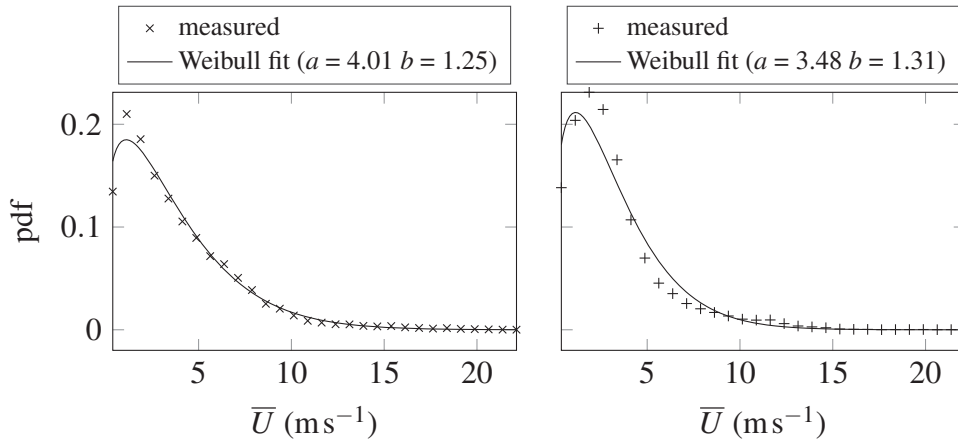 measured
Weibull fit (a = 4.01 b = 1.25)
measured
Weibull fit (a = 3.48 b = 1.31)
0.2
0.1
0
pdf
5 10 15 20
U̅ (m s⁻¹)
5 10 15 20
U̅ (m s⁻¹)